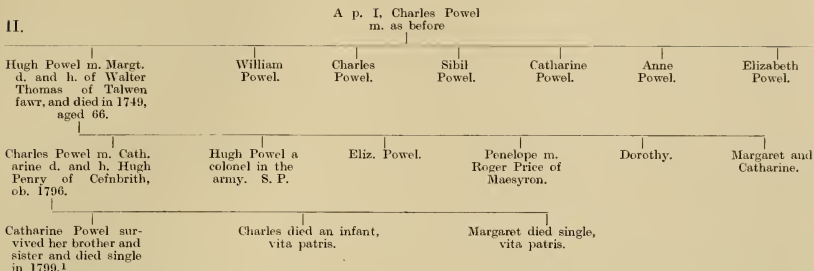 II.
A p. I, Charles Powel
m. as before
Hugh Powel m. Margt.
d. and h. of Walter
Thomas of Talwen
fawr, and died in 1749,
aged 66.
William
Powel.
Charles
Powel.
Sibil
Powel.
Catharine
Powel.
Anne
Powel.
Elizabeth
Powel.
Charles Powel m. Cath.
arine d. and h. Hugh
Penry of Cefnbrith,
ob. 1796.
Hugh Powel a
colonel in the
army. S. P.
Eliz. Powel.
Penelope m.
Roger Price of
Maesyron.
Dorothy.
Margaret and
Catharine.
Catharine Powel sur-
vived her brother and
sister and died single
in 1799.1
Charles died an infant,
vita patris.
Margaret died single,
vita patris.